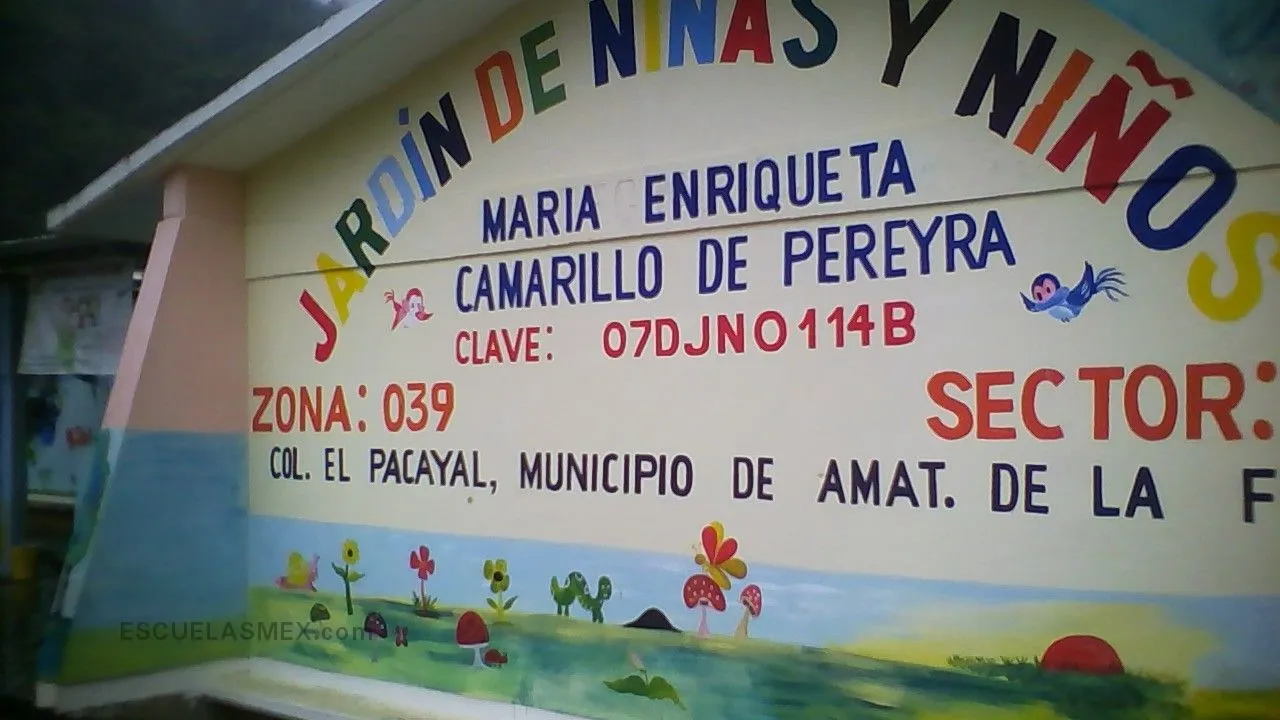 JARDÍN DE NIÑAS Y NIÑOS
MARIA ENRIQUETA
CAMARILLO DE PEREYRA
CLAVE: 07DJNO114B
ZONA: 039 SECTOR:
COL. EL PACAYAL, MUNICIPIO DE AMAT. DE LA F
ESCUELASMEX.com